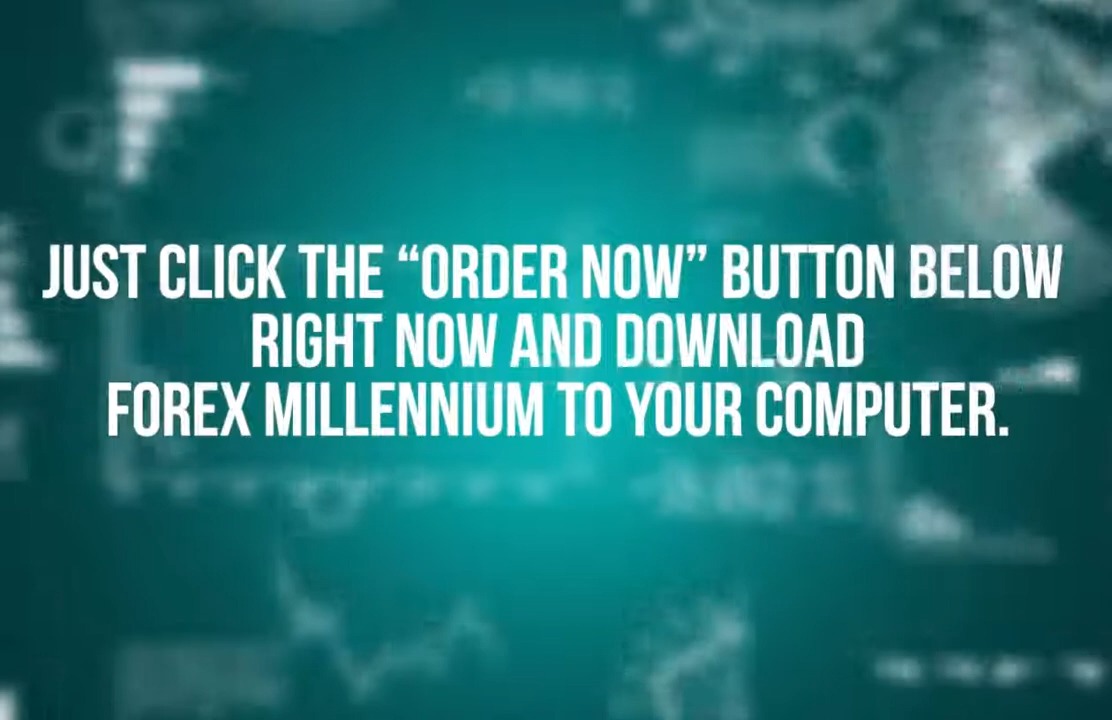 JUST CLICK THE “ORDER NOW” BUTTON BELOW
RIGHT NOW AND DOWNLOAD
FOREX MILLENNIUM TO YOUR COMPUTER.